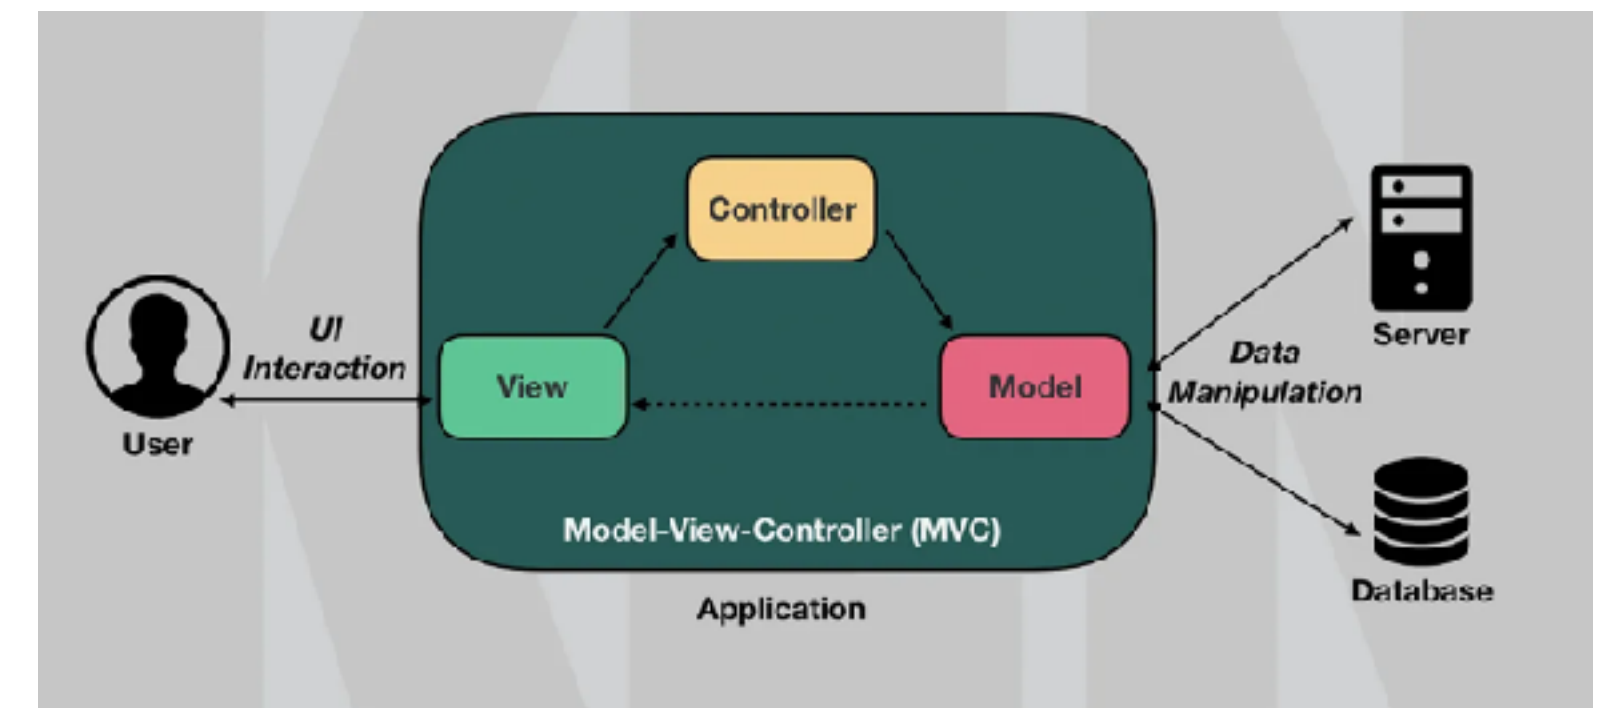 Controller
UI
Interaction
View
Model
User
Server
Data
Manipulation
Model-View-Controller (MVC)
Database
Application